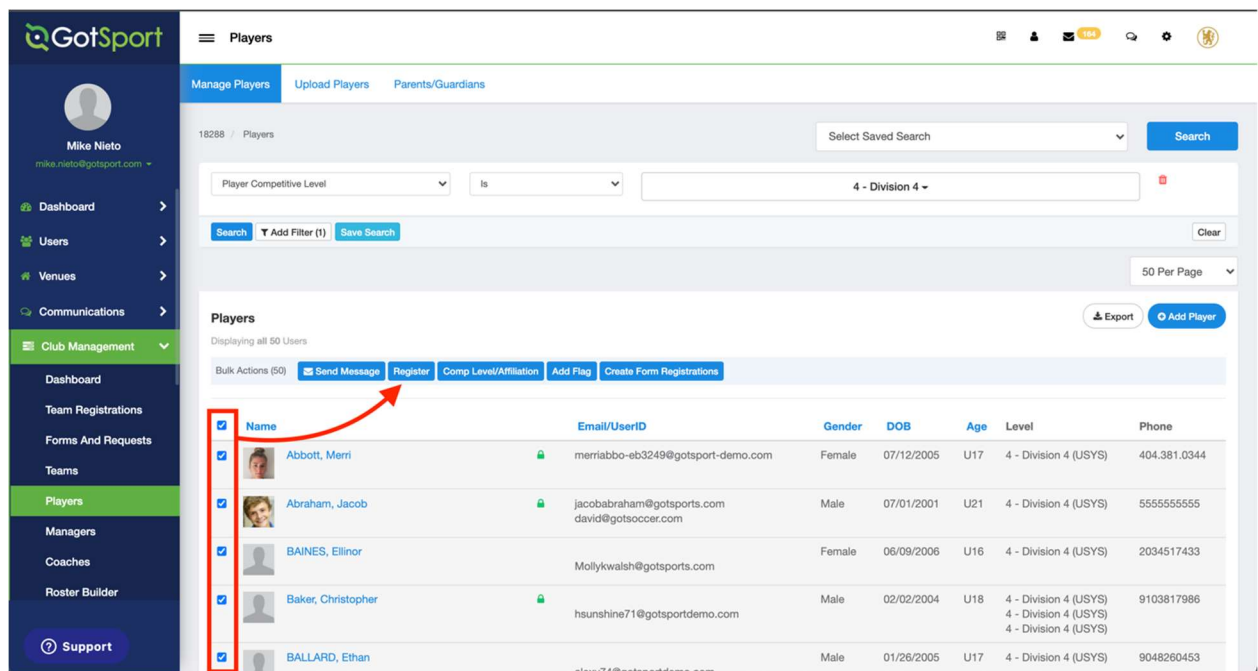 GotSport
Players
164
Mike Nieto
mike.nieto@gotsport.com
Dashboard
Users
Venues
Communications
Club Management
Dashboard
Team Registrations
Forms And Requests
Teams
Players
Managers
Coaches
Roster Builder
Support
Manage Players Upload Players Parents/Guardians
18288 / Players
Select Saved Search Search
Player Competitive Level Is 4 - Division 4
Search Add Filter (1) Save Search Clear
50 Per Page
Players Export Add Player
Displaying all 50 Users
Bulk Actions (50) Send Message Register Comp Level/Affiliation Add Flag Create Form Registrations
Name Email/UserID Gender DOB Age Level Phone
Abbott, Merri merriabbo-eb3249@gotsport-demo.com Female 07/12/2005 U17 4 - Division 4 (USYS) 404.381.0344
Abraham, Jacob jacobabraham@gotsports.com Male 07/01/2001 U21 4 - Division 4 (USYS) 5555555555
david@gotsoccer.com
BAINES, Ellinor Female 06/09/2006 U16 4 - Division 4 (USYS) 2034517433
Mollykwalsh@gotsports.com
Baker, Christopher Male 02/02/2004 U18 4 - Division 4 (USYS) 9103817986
hsunshine71@gotsportdemo.com 4 - Division 4 (USYS)
4 - Division 4 (USYS)
BALLARD, Ethan Male 01/26/2005 U17 4 - Division 4 (USYS) 9048260453